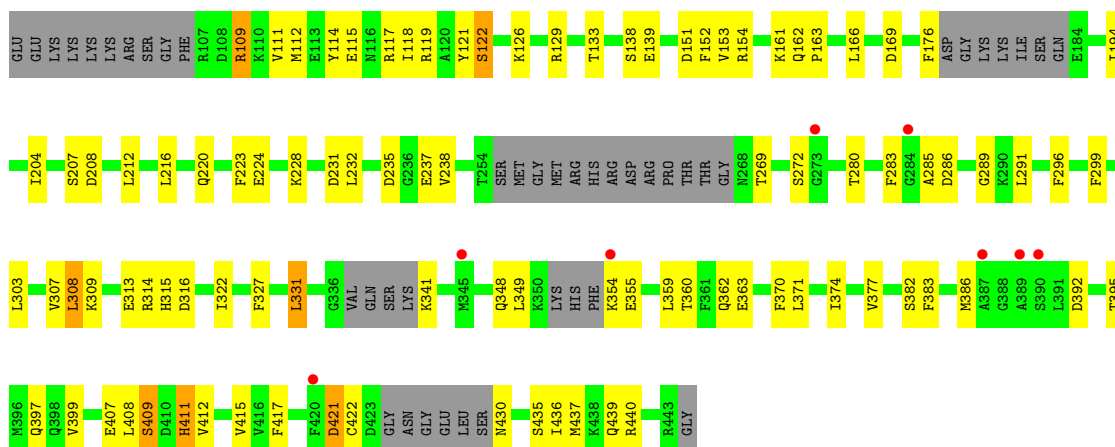 GLU GLU LYS LYS LYS LYS ARG SER GLY PHE R107 D108 R109 K110 V111 M112 E113 Y114 E115 N116 R117 I118 R119 A120 Y121 S122 K126 R129 T133 S138 E139 D151 F152 V153 R154 K161 Q162 P163 L166 D169 F176 ASP GLY LYS LYS ILE SER GLN E184 I194
I204 S207 D208 L212 L216 Q220 F223 E224 K228 D231 L232 D235 G236 E237 V238 T254 SER MET GLY MET ARG HIS ARG ASP ARG PRO THR THR GLY N268 T269 S272 G273 T280 F283 G284 A285 D286 G289 K290 L291 F296 F299
L303 V307 L308 K309 E313 R314 H315 D316 I322 F327 L331 G336 VAL GLN SER LYS K341 M345 Q348 L349 K350 LYS HIS PHE K354 E355 L359 T360 F361 Q362 E363 F370 L371 I374 V377 S382 F383 M386 A387 G388 A389 S390 L391 D392 T395
M396 Q397 Q398 V399 E407 L408 S409 D410 H411 V412 V415 V416 F417 F420 D421 C422 D423 GLY ASN GLY GLU LEU SER N430 S435 I436 M437 K438 Q439 R440 R443 GLY